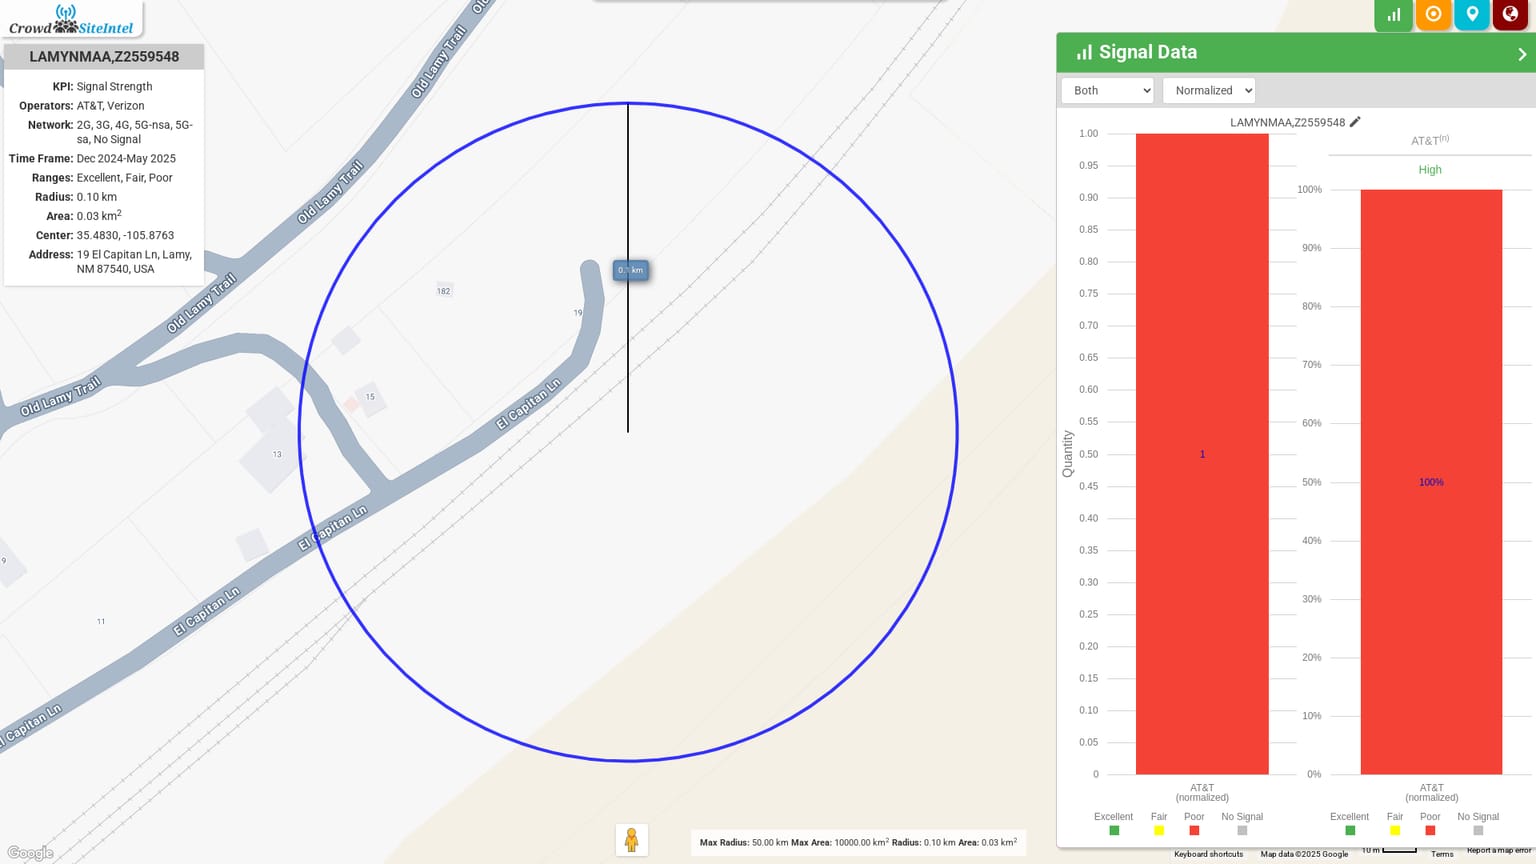 Crowd SiteIntel
LAMYNMAA,Z2559548
KPI: Signal Strength
Operators: AT&T, Verizon
Network: 2G, 3G, 4G, 5G-nsa, 5G-
sa, No Signal
Time Frame: Dec 2024-May 2025
Ranges: Excellent, Fair, Poor
Radius: 0.10 km
Area: 0.03 km2
Center: 35.4830, -105.8763
Address: 19 El Capitan Ln, Lamy,
NM 87540, USA
Old
Old Lamy Trail
Old Lamy Trail
Old Lamy Trail
Old Lamy Trail
182
0.1 km
19
15
13
El Capitan Ln
El Capitan Ln
El Capitan Ln
El Capitan Ln
9
11
Google
Max Radius: 50.00 km Max Area: 10000.00 km2 Radius: 0.10 km Area: 0.03 km2
Signal Data
Both
Normalized
LAMYNMAA,Z2559548
Quantity
1.00
0.95
0.90
0.85
0.80
0.75
0.70
0.65
0.60
0.55
0.50
0.45
0.40
0.35
0.30
0.25
0.20
0.15
0.10
0.05
0
1
AT&T
(normalized)
Excellent Fair Poor No Signal
AT&T(n)
High
100%
90%
80%
70%
60%
50%
40%
30%
20%
10%
0%
100%
AT&T
(normalized)
Excellent Fair Poor No Signal
Keyboard shortcuts Map data ©2025 Google 10 m Terms Report a map error